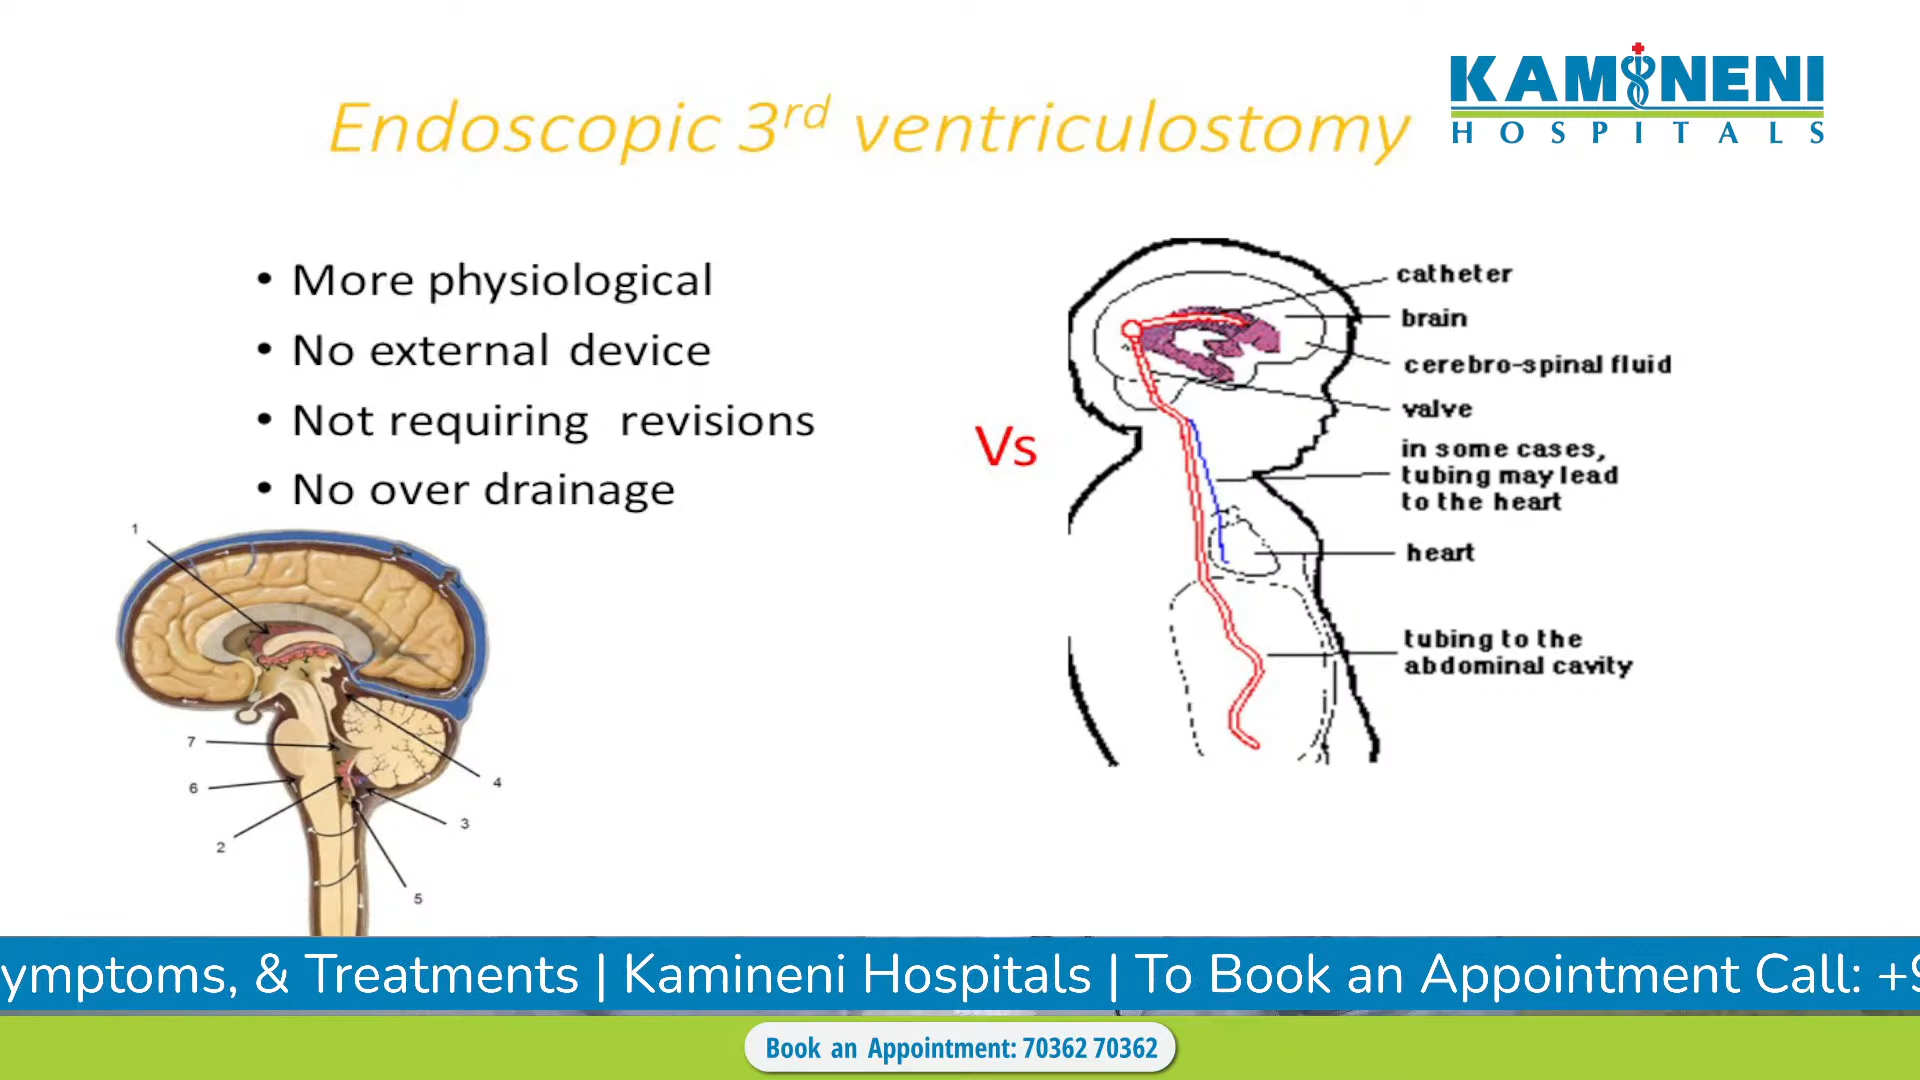 KAMINENI
HOSPITALS
Endoscopic 3rd ventriculostomy
• More physiological
• No external device
• Not requiring revisions
• No over drainage
Vs
catheter
brain
cerebro-spinal fluid
valve
in some cases,
tubing may lead
to the heart
heart
tubing to the
abdominal cavity
1
7
6
2
4
3
5
ymptoms, & Treatments | Kamineni Hospitals | To Book an Appointment Call: +9
Book an Appointment: 70362 70362